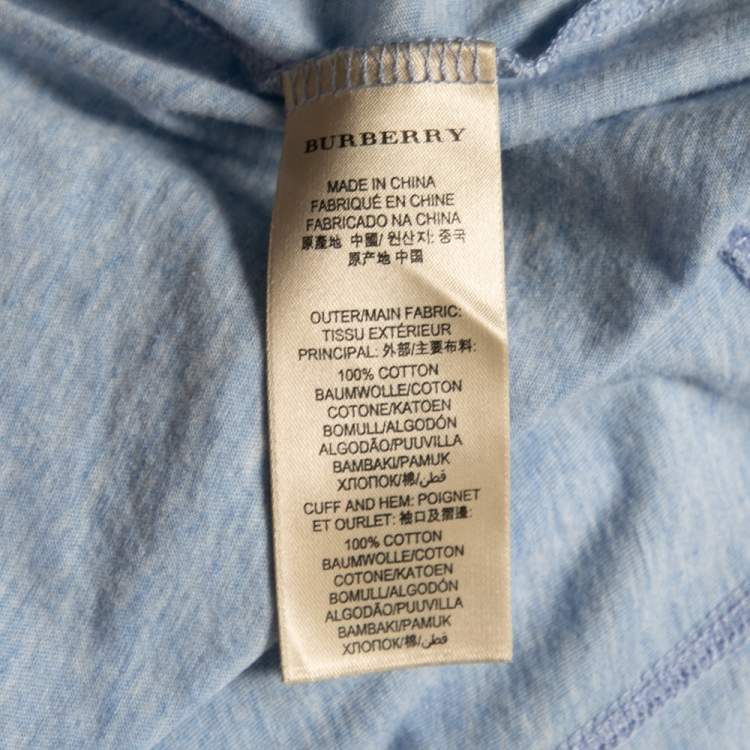 BURBERRY
MADE IN CHINA
FABRIQUÉ EN CHINE
FABRICADO NA CHINA
原產地 中國/ 원산지: 중국
原产地 中国
OUTER/MAIN FABRIC:
TISSU EXTÉRIEUR
PRINCIPAL: 外部/主要布料:
100% COTTON
BAUMWOLLE/COTON
COTONE/KATOEN
BOMULL/ALGODÓN
ALGODÃO/PUUVILLA
BAMBAKI/PAMUK
ХЛОПОК/棉/قطن
CUFF AND HEM: POIGNET
ET OURLET: 袖口及摺邊:
100% COTTON
BAUMWOLLE/COTON
COTONE/KATOEN
BOMULL/ALGODÓN
ALGODÃO/PUUVILLA
BAMBAKI/PAMUK
ХЛОПОК/棉/قطن